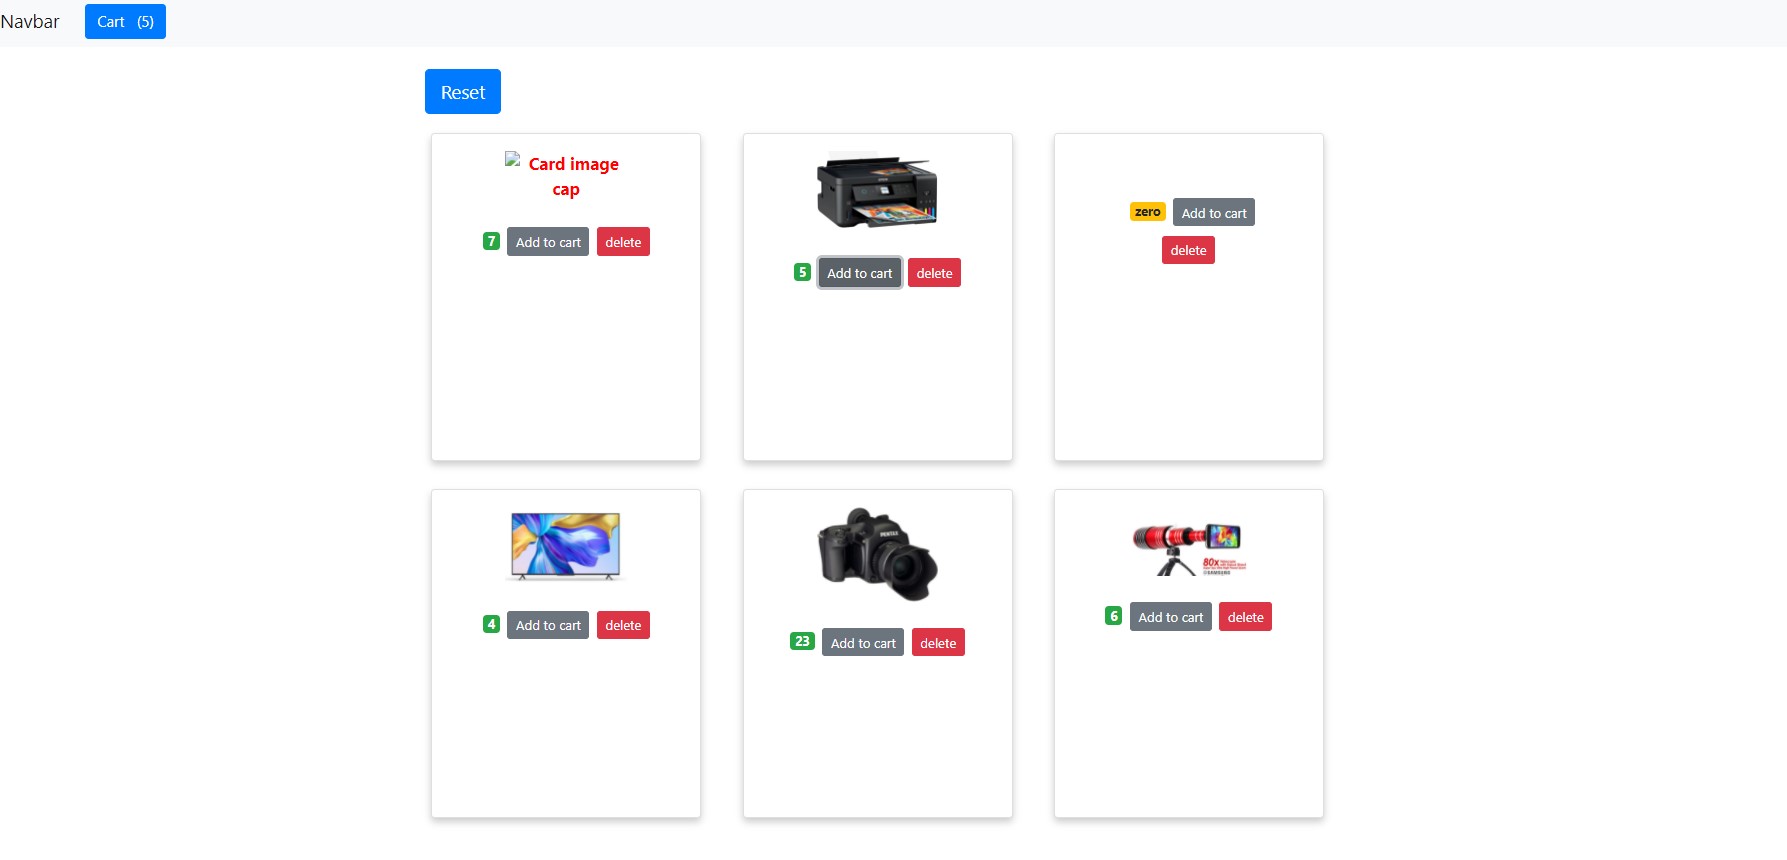 Navbar Cart (5)
Reset
Card image
cap
7 Add to cart delete
5 Add to cart delete
zero Add to cart
delete
4 Add to cart delete
PENTAX
23 Add to cart delete
80x
SAMSUNG
6 Add to cart delete